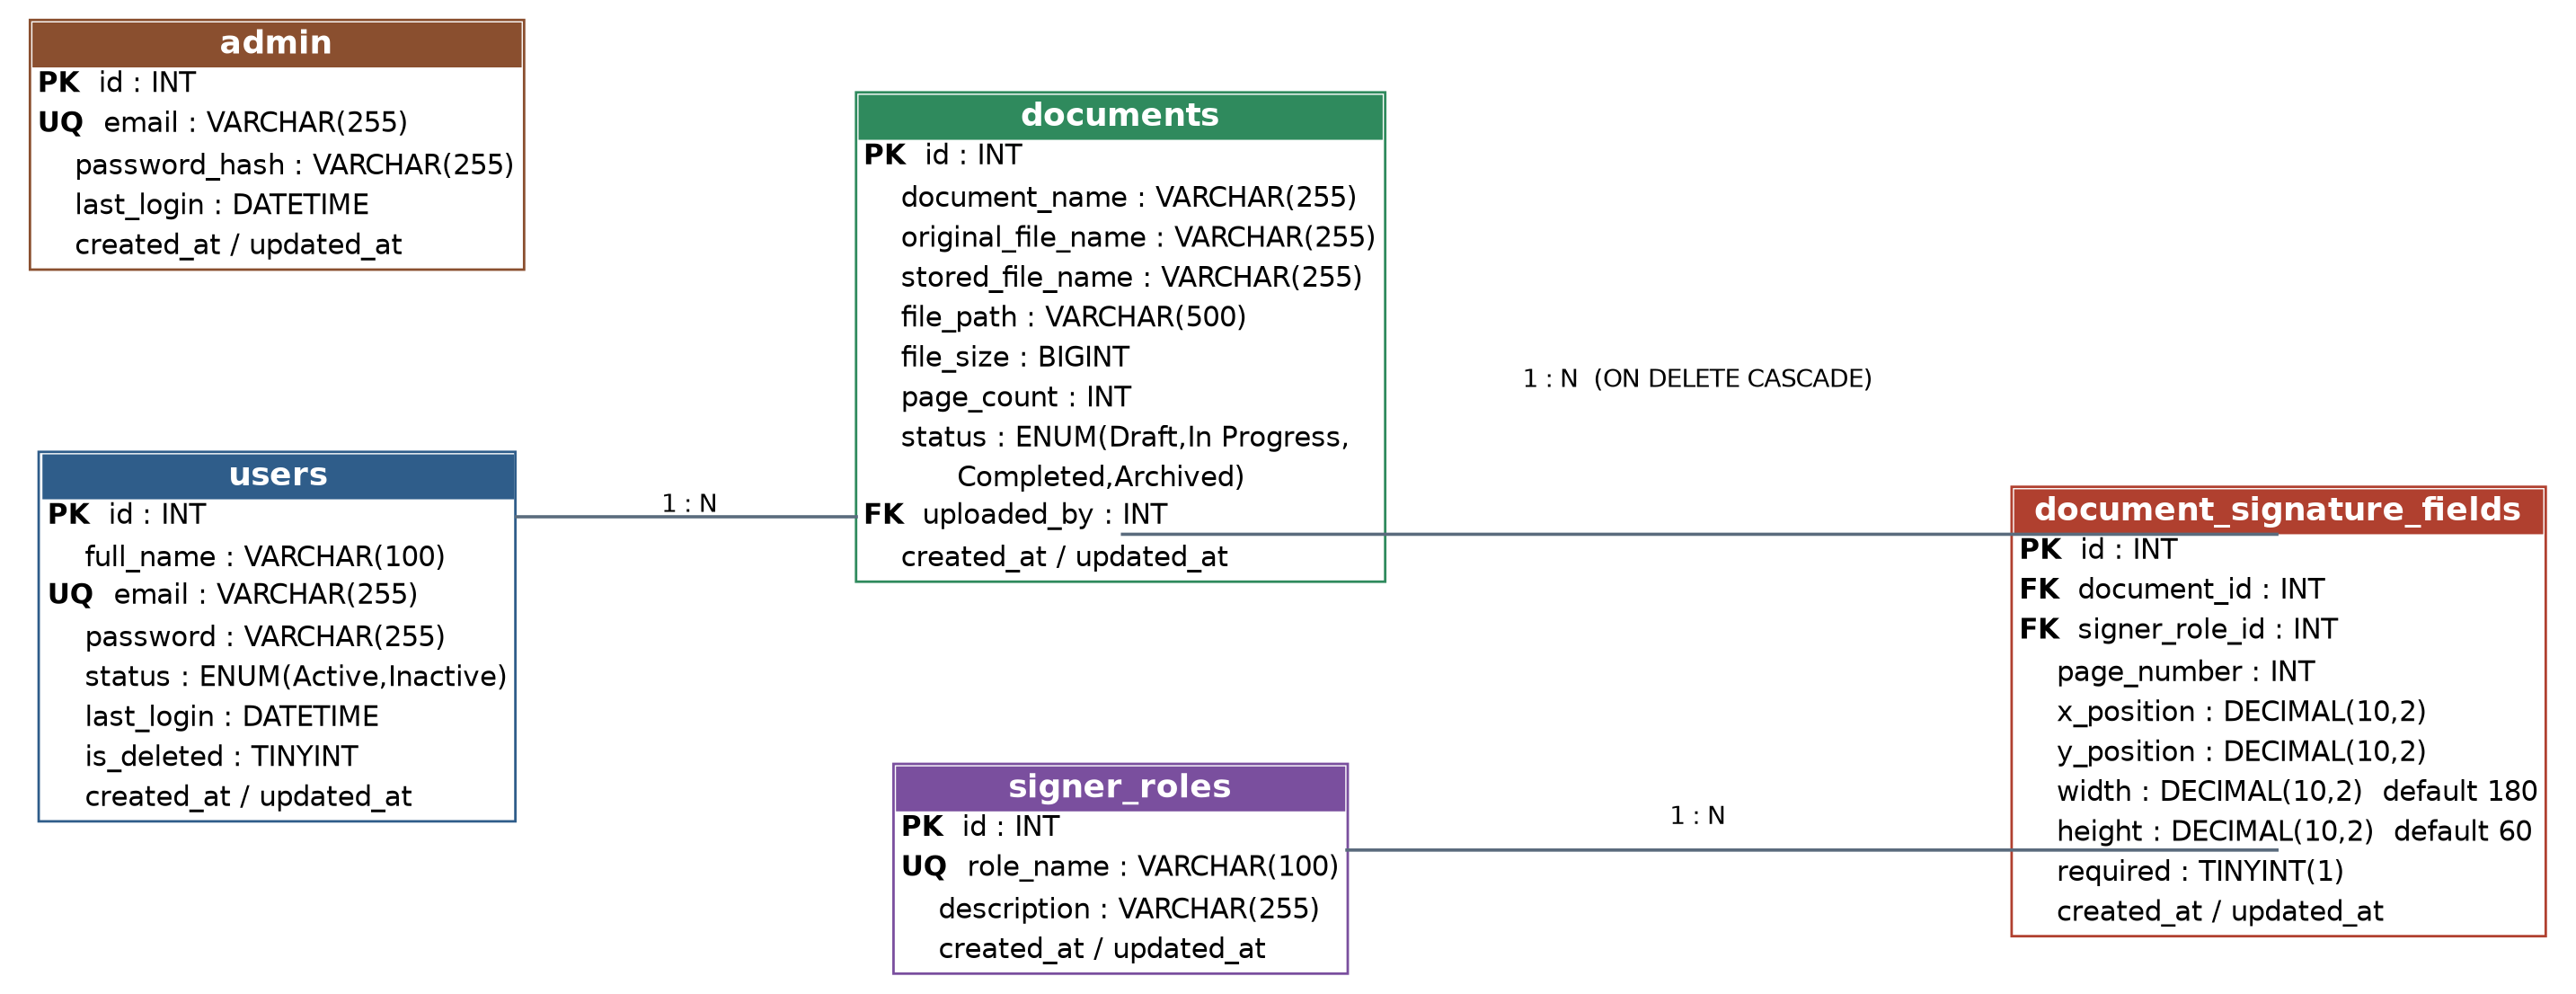 admin
PK id : INT
UQ email : VARCHAR(255)
password_hash : VARCHAR(255)
last_login : DATETIME
created_at / updated_at
users
PK id : INT
full_name : VARCHAR(100)
UQ email : VARCHAR(255)
password : VARCHAR(255)
status : ENUM(Active,Inactive)
last_login : DATETIME
is_deleted : TINYINT
created_at / updated_at
1 : N
documents
PK id : INT
document_name : VARCHAR(255)
original_file_name : VARCHAR(255)
stored_file_name : VARCHAR(255)
file_path : VARCHAR(500)
file_size : BIGINT
page_count : INT
status : ENUM(Draft,In Progress,
Completed,Archived)
FK uploaded_by : INT
created_at / updated_at
signer_roles
PK id : INT
UQ role_name : VARCHAR(100)
description : VARCHAR(255)
created_at / updated_at
1 : N (ON DELETE CASCADE)
1 : N
document_signature_fields
PK id : INT
FK document_id : INT
FK signer_role_id : INT
page_number : INT
x_position : DECIMAL(10,2)
y_position : DECIMAL(10,2)
width : DECIMAL(10,2) default 180
height : DECIMAL(10,2) default 60
required : TINYINT(1)
created_at / updated_at